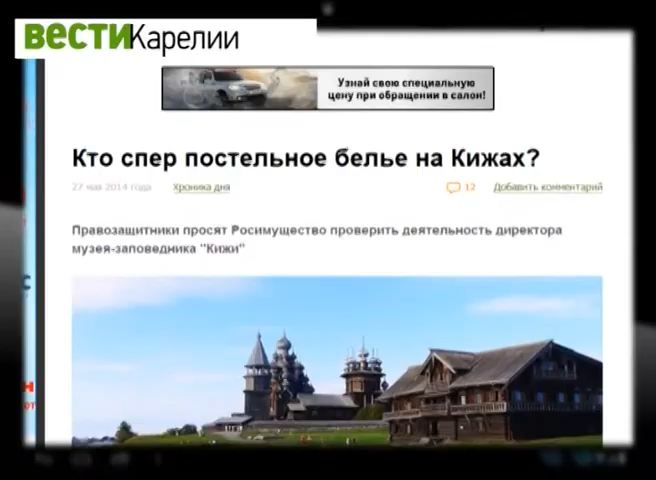 ВЕСТИ Карелии
Узнай свою специальную
цену при обращении в салон!
Кто спер постельное белье на Кижах?
27 мая 2014 года Хроника дня 12 Добавить комментарий
Правозащитники просят Росимущество проверить деятельность директора
музея-заповедника "Кижи"
С
Н
от